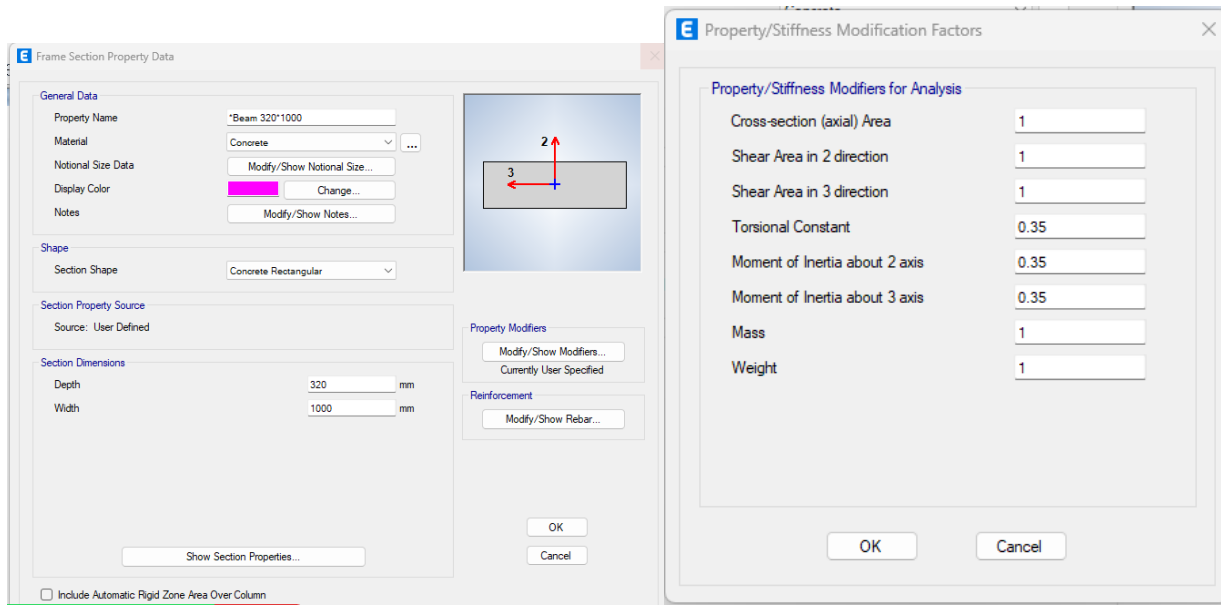 E Frame Section Property Data
General Data
Property Name *Beam 320*1000
Material Concrete ...
Notional Size Data Modify/Show Notional Size...
Display Color Change...
Notes Modify/Show Notes...
2
3
Shape
Section Shape Concrete Rectangular
Section Property Source
Source: User Defined
Section Dimensions
Depth 320 mm
Width 1000 mm
Show Section Properties...
Include Automatic Rigid Zone Area Over Column
Property Modifiers
Modify/Show Modifiers...
Currently User Specified
Reinforcement
Modify/Show Rebar...
OK
Cancel
E Property/Stiffness Modification Factors
Property/Stiffness Modifiers for Analysis
Cross-section (axial) Area 1
Shear Area in 2 direction 1
Shear Area in 3 direction 1
Torsional Constant 0.35
Moment of Inertia about 2 axis 0.35
Moment of Inertia about 3 axis 0.35
Mass 1
Weight 1
OK Cancel